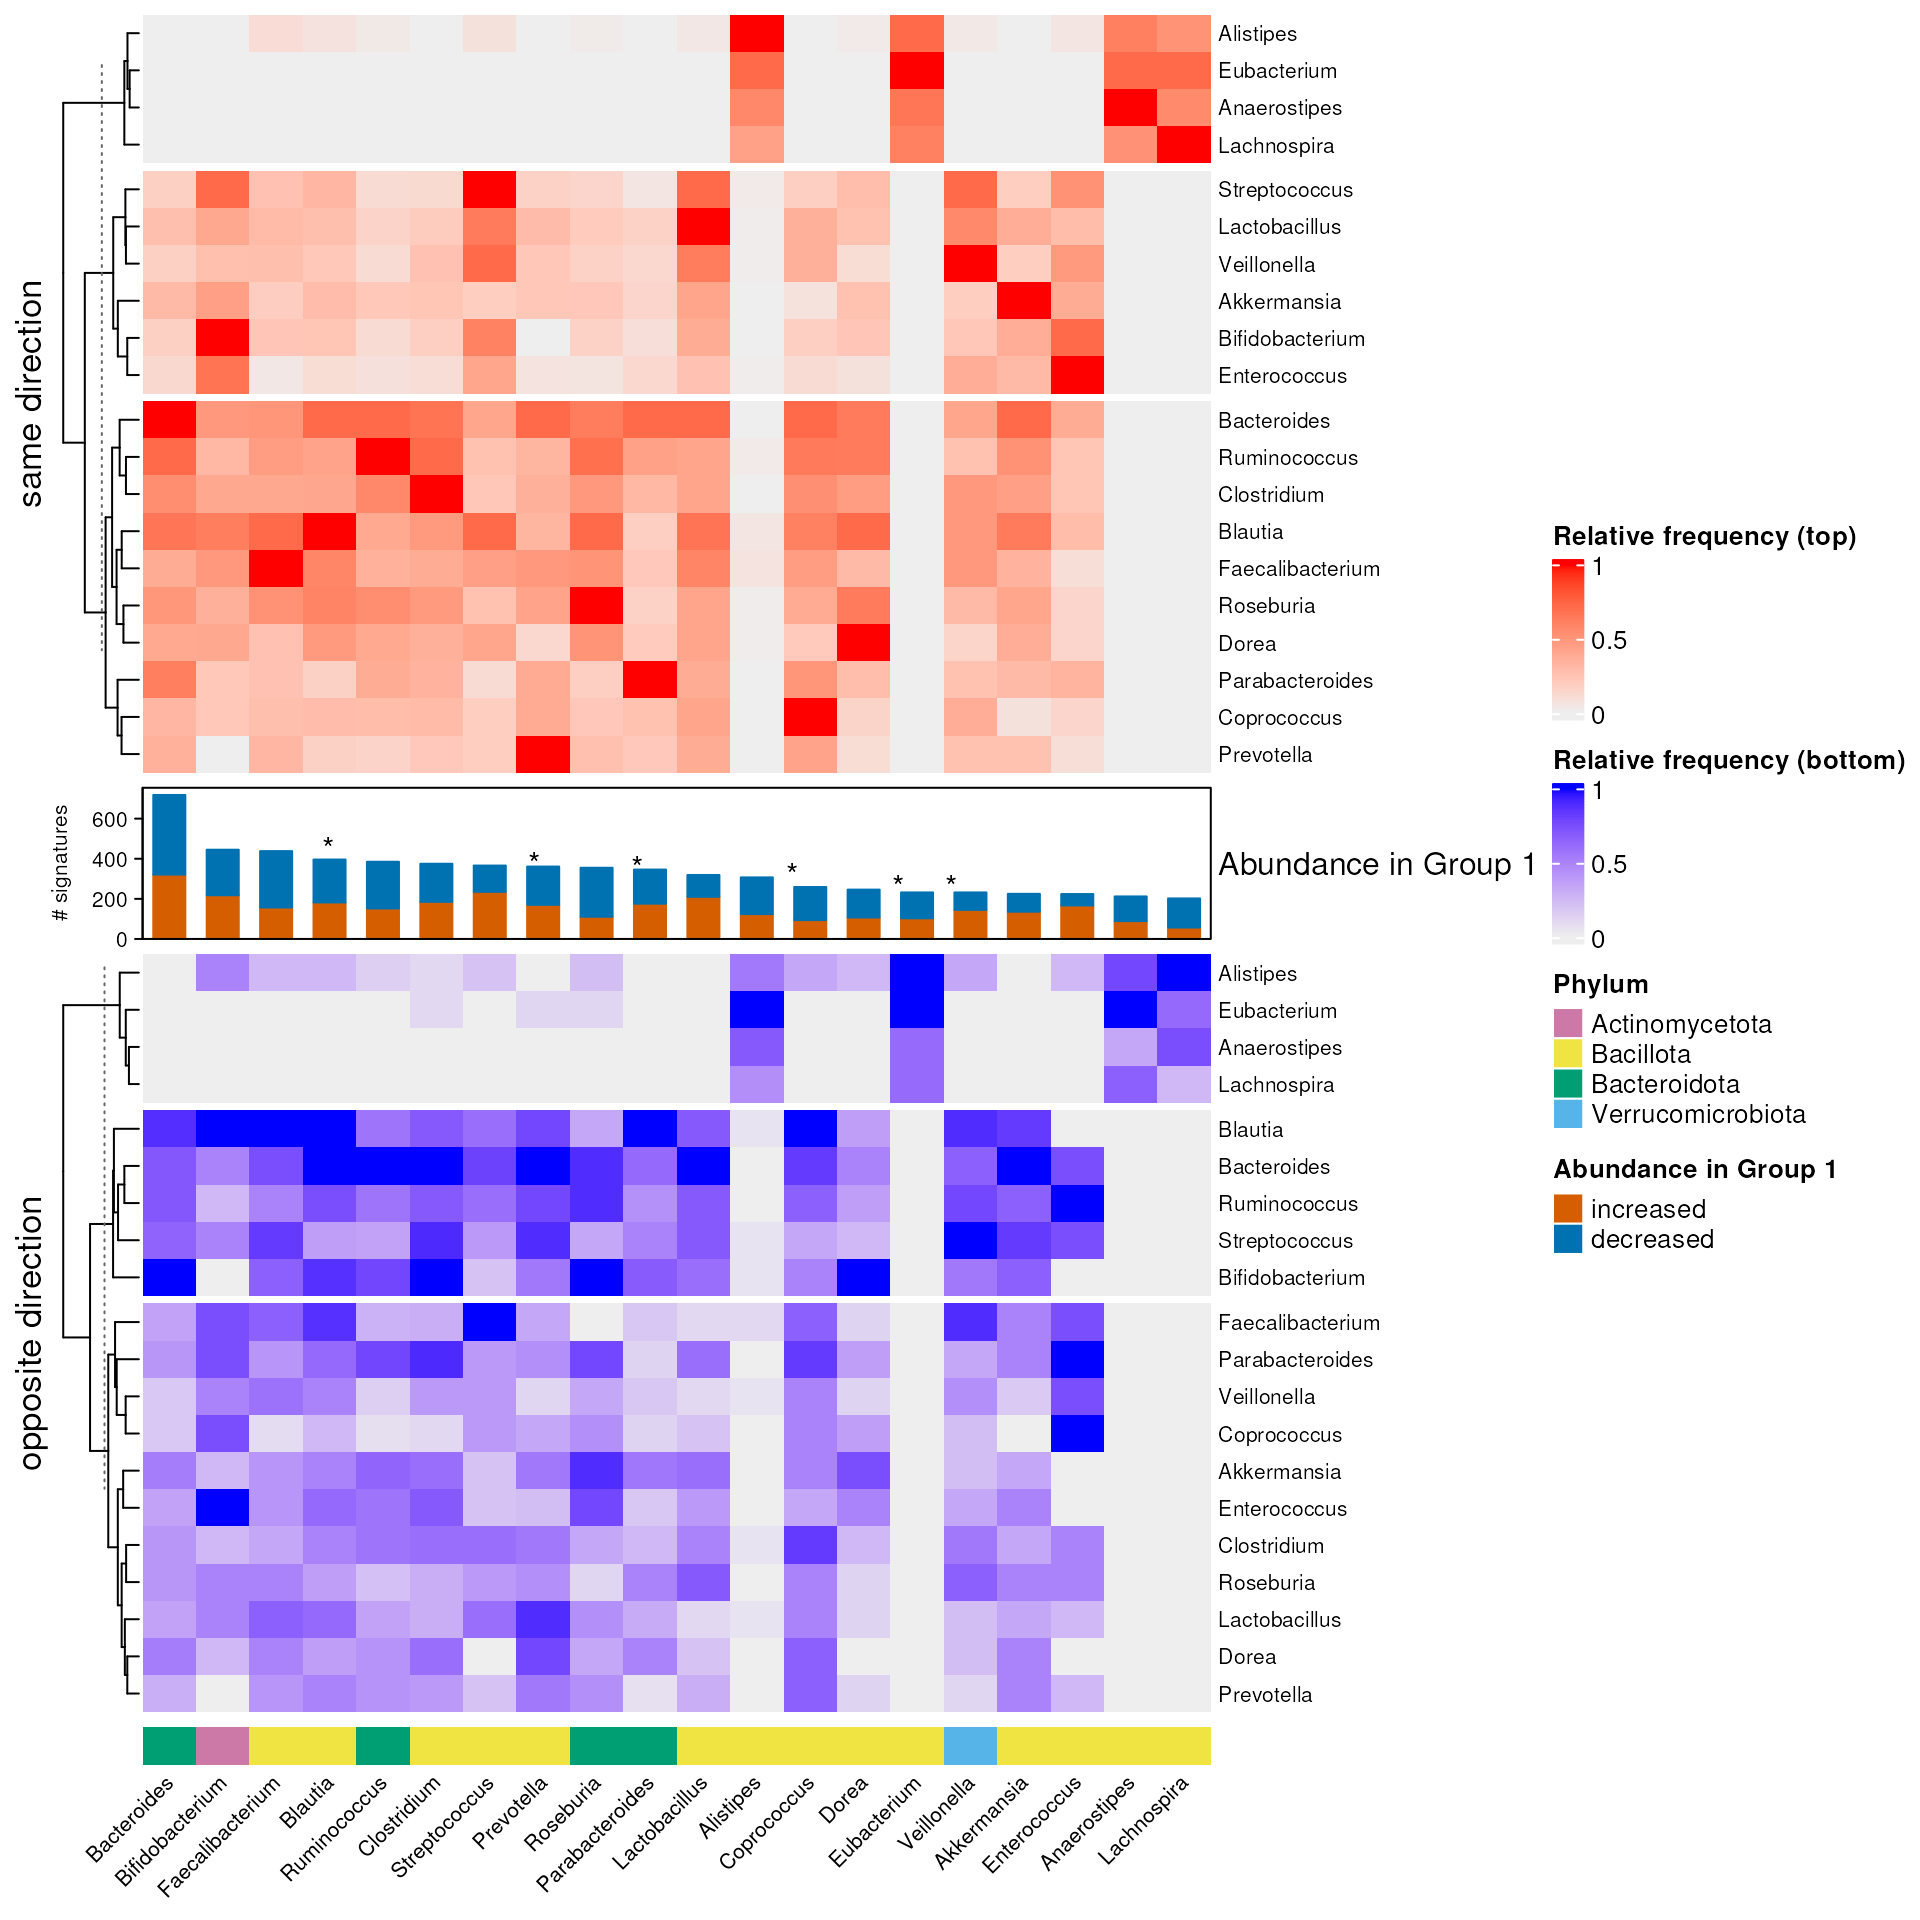 same direction
Alistipes
Eubacterium
Anaerostipes
Lachnospira
Streptococcus
Lactobacillus
Veillonella
Akkermansia
Bifidobacterium
Enterococcus
Bacteroides
Ruminococcus
Clostridium
Blautia
Faecalibacterium
Roseburia
Dorea
Parabacteroides
Coprococcus
Prevotella
# signatures
600
400
200
0
* * * * * *
Abundance in Group 1
opposite direction
Alistipes
Eubacterium
Anaerostipes
Lachnospira
Blautia
Bacteroides
Ruminococcus
Streptococcus
Bifidobacterium
Faecalibacterium
Parabacteroides
Veillonella
Coprococcus
Akkermansia
Enterococcus
Clostridium
Roseburia
Lactobacillus
Dorea
Prevotella
Bacteroides
Bifidobacterium
Faecalibacterium
Blautia
Ruminococcus
Clostridium
Streptococcus
Prevotella
Roseburia
Parabacteroides
Lactobacillus
Alistipes
Coprococcus
Dorea
Eubacterium
Veillonella
Akkermansia
Enterococcus
Anaerostipes
Lachnospira
Relative frequency (top)
1
0.5
0
Relative frequency (bottom)
1
0.5
0
Phylum
Actinomycetota
Bacillota
Bacteroidota
Verrucomicrobiota
Abundance in Group 1
increased
decreased